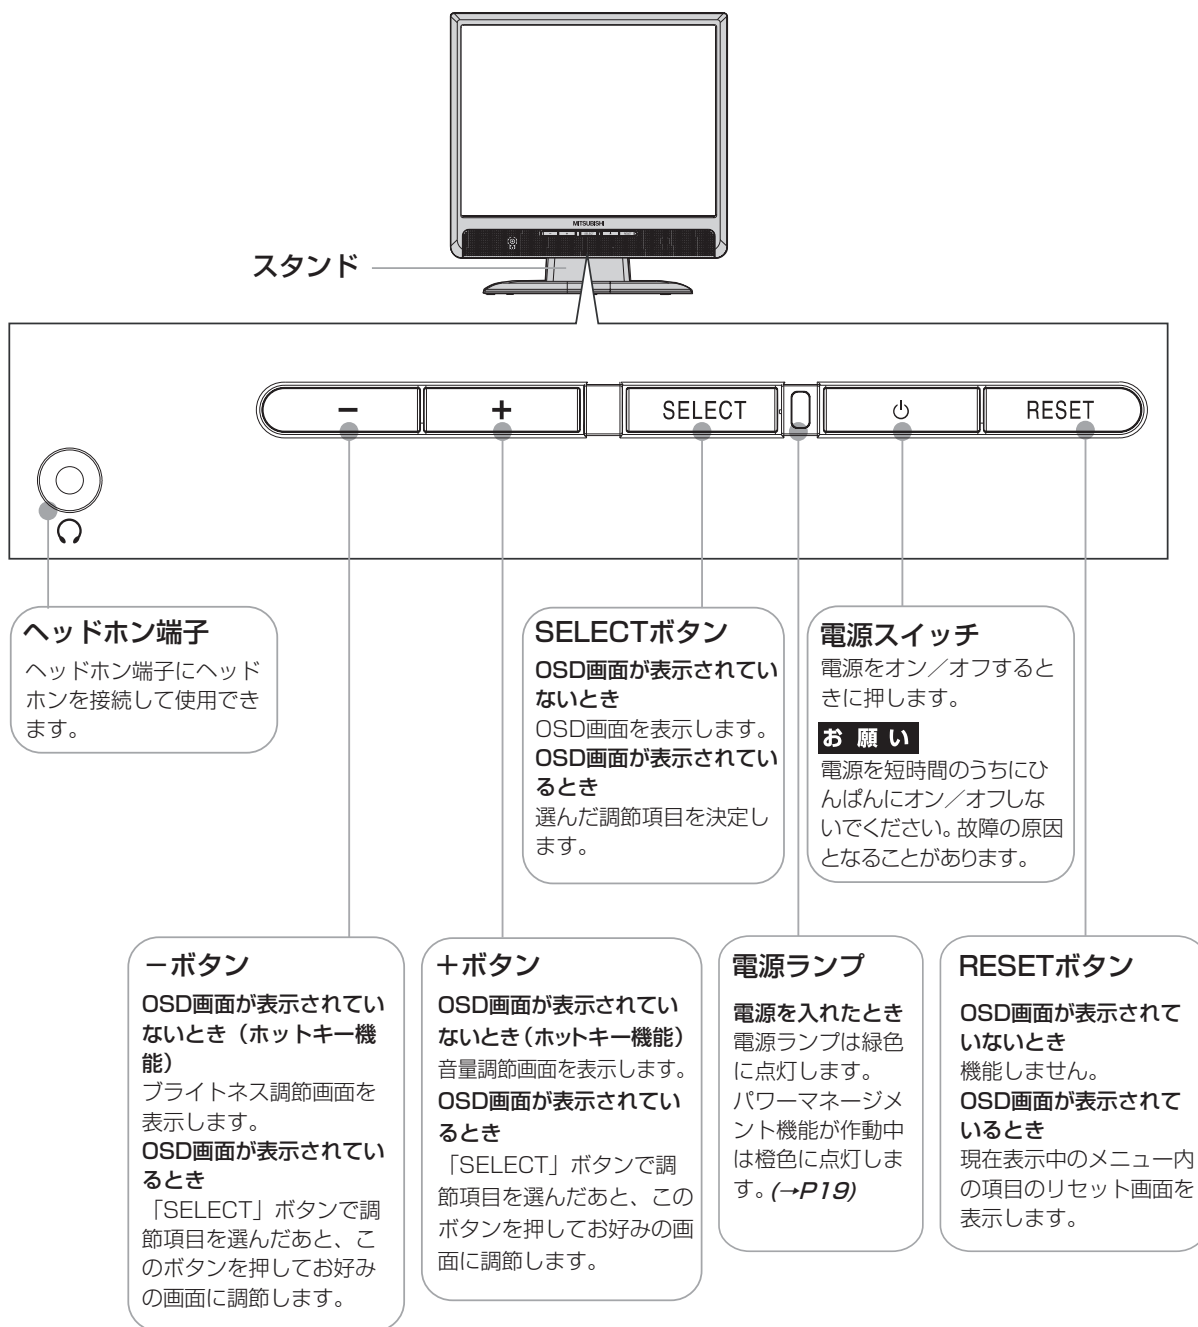 MITSUBISHI
スタンド
−
+
SELECT
RESET
ヘッドホン端子
ヘッドホン端子にヘッド
ホンを接続して使用でき
ます。
SELECTボタン
OSD画面が表示されてい
ないとき
OSD画面を表示します。
OSD画面が表示されてい
るとき
選んだ調節項目を決定し
ます。
電源スイッチ
電源をオン／オフすると
きに押します。
お 願 い
電源を短時間のうちにひ
んぱんにオン／オフしな
いでください。故障の原因
となることがあります。
−ボタン
OSD画面が表示されてい
ないとき（ホットキー機
能）
ブライトネス調節画面を
表示します。
OSD画面が表示されてい
るとき
「SELECT」ボタンで調
節項目を選んだあと、こ
のボタンを押してお好み
の画面に調節します。
＋ボタン
OSD画面が表示されてい
ないとき（ホットキー機能）
音量調節画面を表示します。
OSD画面が表示されてい
るとき
「SELECT」ボタンで調
節項目を選んだあと、この
ボタンを押してお好みの画
面に調節します。
電源ランプ
電源を入れたとき
電源ランプは緑色
に点灯します。
パワーマネージメ
ント機能が作動中
は橙色に点灯しま
す。(→P19)
RESETボタン
OSD画面が表示されて
いないとき
機能しません。
OSD画面が表示されて
いるとき
現在表示中のメニュー内
の項目のリセット画面を
表示します。